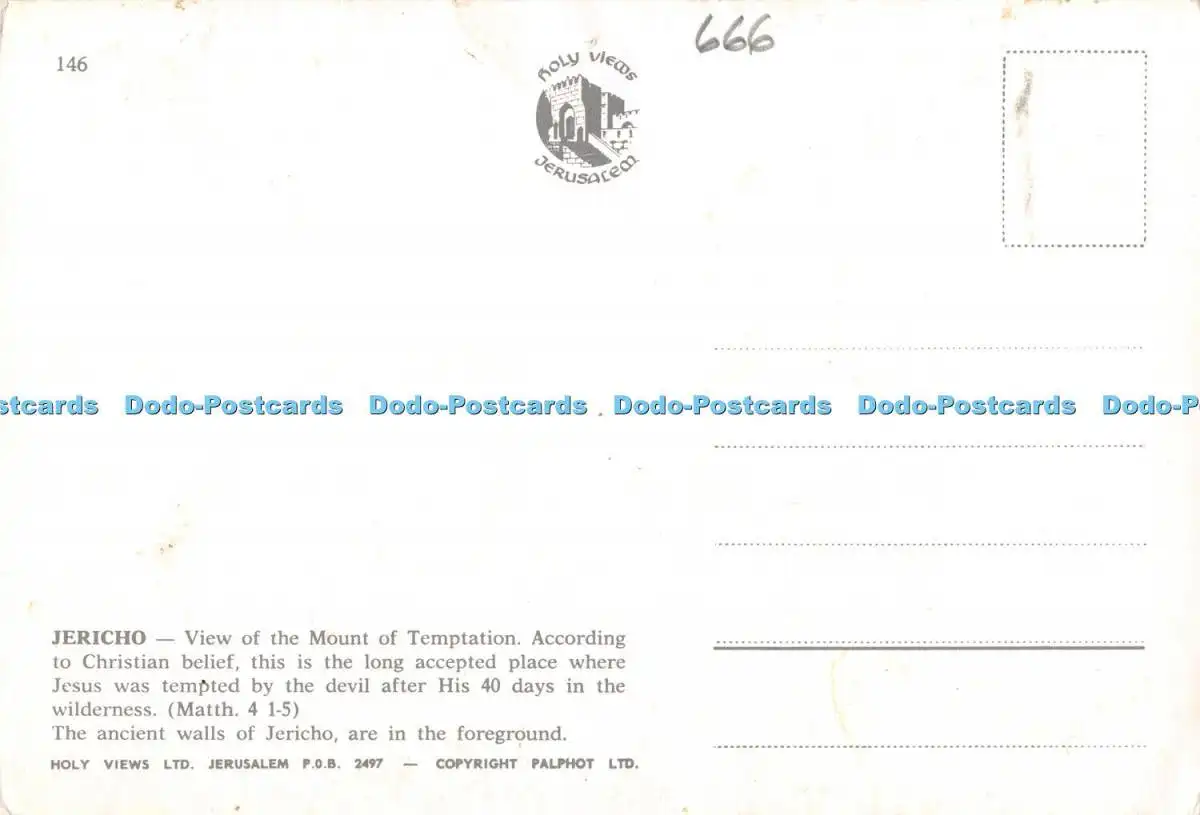 146
666
HOLY VIEWS
JERUSALEM
stcards Dodo-Postcards Dodo-Postcards Dodo-Postcards Dodo-Postcards Dodo-P
JERICHO — View of the Mount of Temptation. According
to Christian belief, this is the long accepted place where
Jesus was tempted by the devil after His 40 days in the
wilderness. (Matth. 4 1-5)
The ancient walls of Jericho, are in the foreground.
HOLY VIEWS LTD. JERUSALEM P.O.B. 2497 — COPYRIGHT PALPHOT LTD.